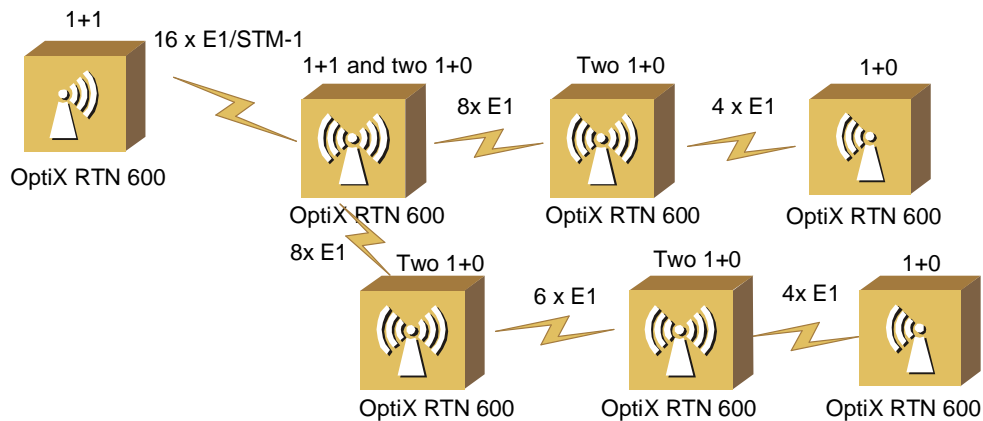 1+1
16 x E1/STM-1
1+1 and two 1+0
Two 1+0
1+0
8x E1
4 x E1
OptiX RTN 600
OptiX RTN 600
OptiX RTN 600
OptiX RTN 600
8x E1
Two 1+0
Two 1+0
1+0
6 x E1
4x E1
OptiX RTN 600
OptiX RTN 600
OptiX RTN 600